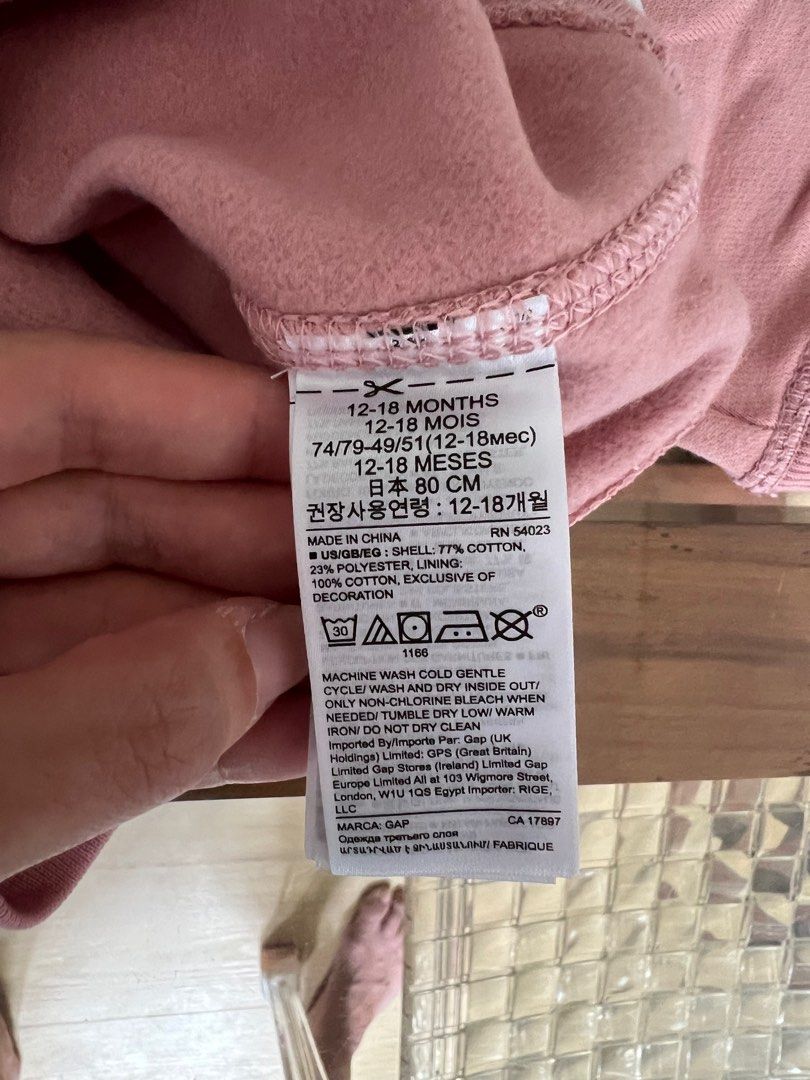 12-18 MONTHS
12-18 MOIS
74/79-49/51(12-18мес)
12-18 MESES
日本 80 CM
권장사용연령 : 12-18개월
MADE IN CHINA RN 54023
■ US/GB/EG : SHELL: 77% COTTON,
23% POLYESTER, LINING:
100% COTTON, EXCLUSIVE OF
DECORATION
30 ®
1166
MACHINE WASH COLD GENTLE
CYCLE/ WASH AND DRY INSIDE OUT/
ONLY NON-CHLORINE BLEACH WHEN
NEEDED/ TUMBLE DRY LOW/ WARM
IRON/ DO NOT DRY CLEAN
Imported By/Importe Par: Gap (UK
Holdings) Limited; GPS (Great Britain)
Limited Gap Stores (Ireland) Limited Gap
Europe Limited All at 103 Wigmore Street,
London, W1U 1QS Egypt Importer: RIGE,
LLC
MARCA: GAP CA 17897
Одежда третьего слоя
ԱՐՏԱԴՐՎԱԾ Է ՉԻՆԱՍՏԱՆՈՒՄ/ FABRIQUE